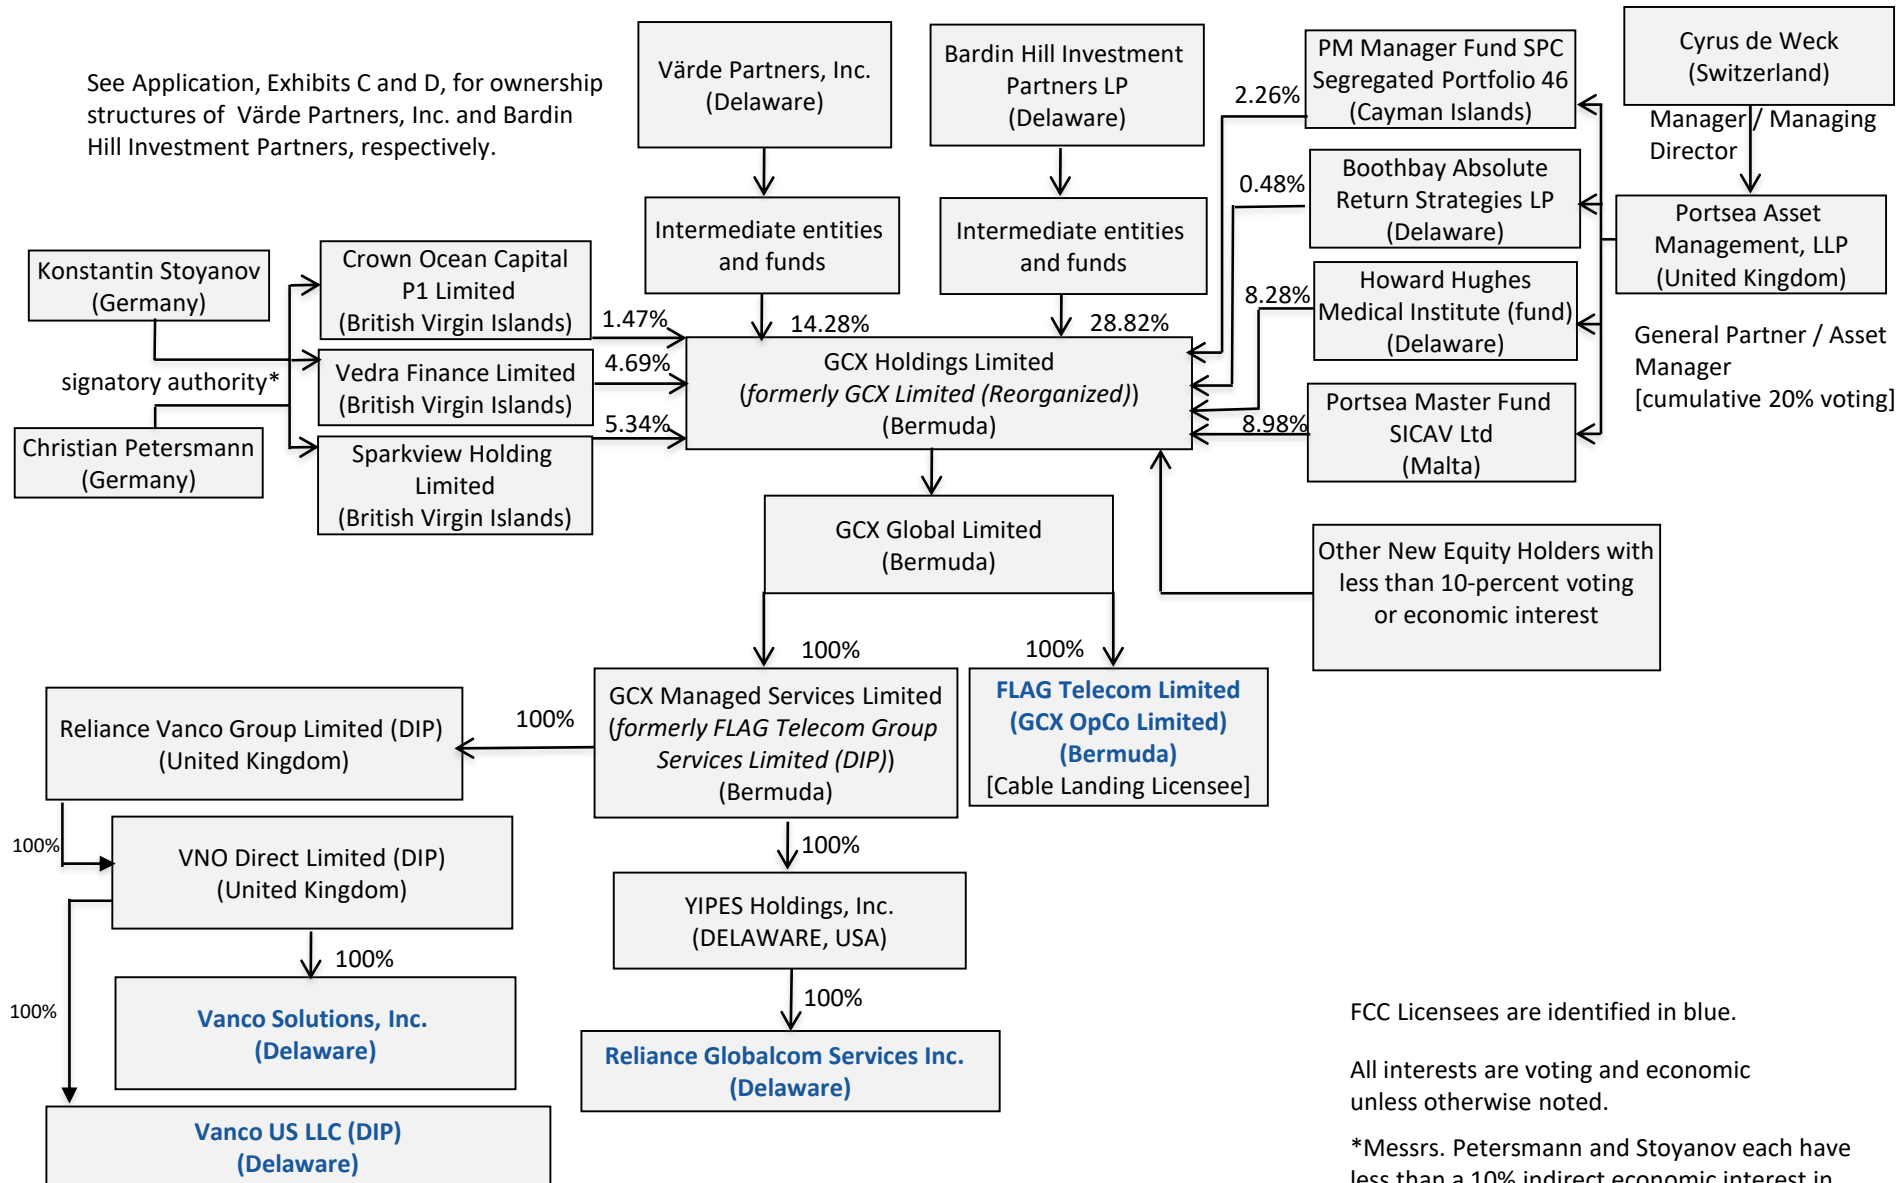 See Application, Exhibits C and D, for ownership
structures of Värde Partners, Inc. and Bardin
Hill Investment Partners, respectively.
Värde Partners, Inc.
(Delaware)
Bardin Hill Investment
Partners LP
(Delaware)
PM Manager Fund SPC
Segregated Portfolio 46
(Cayman Islands)
Cyrus de Weck
(Switzerland)
2.26%
Manager / Managing
Director
Boothbay Absolute
Return Strategies LP
(Delaware)
0.48%
Portsea Asset
Management, LLP
(United Kingdom)
Intermediate entities
and funds
Intermediate entities
and funds
Konstantin Stoyanov
(Germany)
Crown Ocean Capital
P1 Limited
(British Virgin Islands)
1.47%
14.28%
28.82%
8.28%
Howard Hughes
Medical Institute (fund)
(Delaware)
General Partner / Asset
Manager
[cumulative 20% voting]
signatory authority*
Vedra Finance Limited
(British Virgin Islands)
4.69%
GCX Holdings Limited
(formerly GCX Limited (Reorganized))
(Bermuda)
Portsea Master Fund
SICAV Ltd
(Malta)
8.98%
Christian Petersmann
(Germany)
Sparkview Holding
Limited
(British Virgin Islands)
5.34%
GCX Global Limited
(Bermuda)
Other New Equity Holders with
less than 10-percent voting
or economic interest
100%
100%
Reliance Vanco Group Limited (DIP)
(United Kingdom)
100%
GCX Managed Services Limited
(formerly FLAG Telecom Group
Services Limited (DIP))
(Bermuda)
FLAG Telecom Limited
(GCX OpCo Limited)
(Bermuda)
[Cable Landing Licensee]
100%
VNO Direct Limited (DIP)
(United Kingdom)
100%
YIPES Holdings, Inc.
(DELAWARE, USA)
100%
100%
100%
Vanco Solutions, Inc.
(Delaware)
Reliance Globalcom Services Inc.
(Delaware)
Vanco US LLC (DIP)
(Delaware)
FCC Licensees are identified in blue.
All interests are voting and economic
unless otherwise noted.
*Messrs. Petersmann and Stoyanov each have
less than a 10% indirect economic interest in